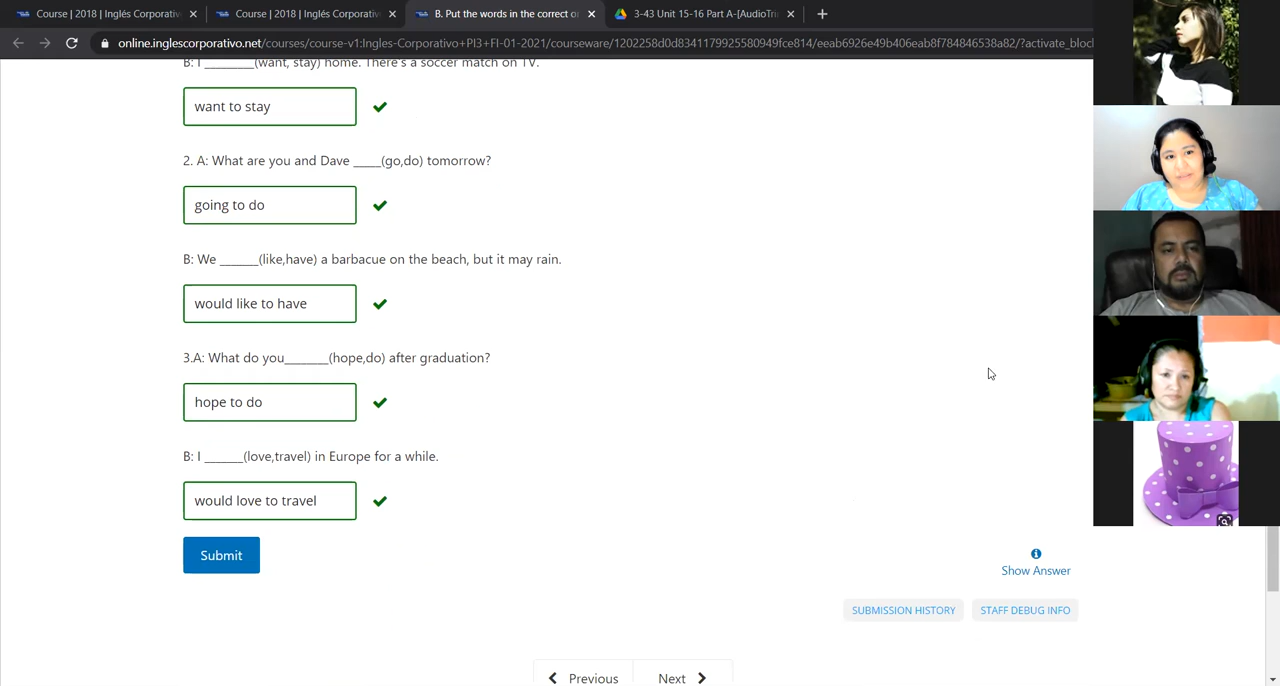 Course | 2018 | Inglés Corporativ
Course | 2018 | Inglés Corporativ
B. Put the words in the correct or
3-43 Unit 15-16 Part A-[AudioTri
online.inglescorporativo.net/courses/course-v1:Ingles-Corporativo+PI3+FI-01-2021/courseware/1202258d0d8341179925580949fce814/eeab6926e49b406eab8f784846538a82/?activate_bloc
B: I ________(want, stay) home. There's a soccer match on TV.
want to stay
2. A: What are you and Dave ____(go,do) tomorrow?
going to do
B: We ______(like,have) a barbacue on the beach, but it may rain.
would like to have
3.A: What do you_______(hope,do) after graduation?
hope to do
B: I ______(love,travel) in Europe for a while.
would love to travel
Submit
Show Answer
SUBMISSION HISTORY
STAFF DEBUG INFO
Previous
Next